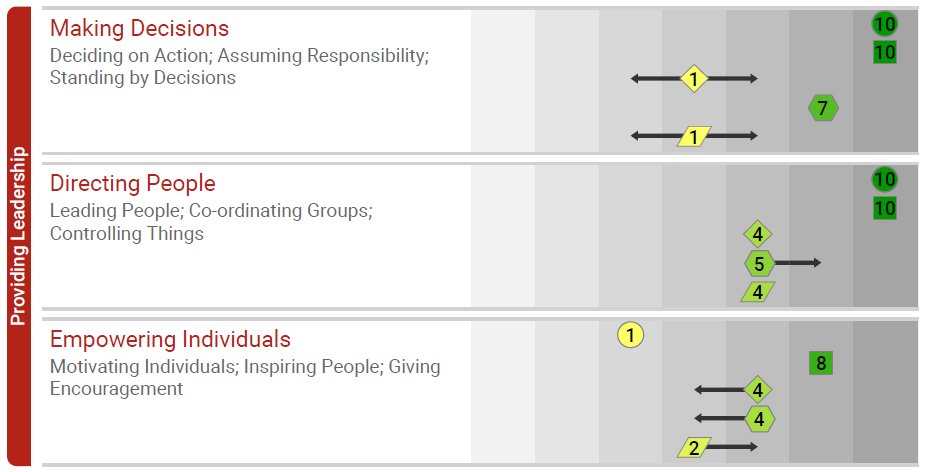 Providing Leadership
Making Decisions
Deciding on Action; Assuming Responsibility;
Standing by Decisions
10
10
1
7
1
Directing People
Leading People; Co-ordinating Groups;
Controlling Things
10
10
4
5
4
Empowering Individuals
Motivating Individuals; Inspiring People; Giving
Encouragement
1
8
4
4
2